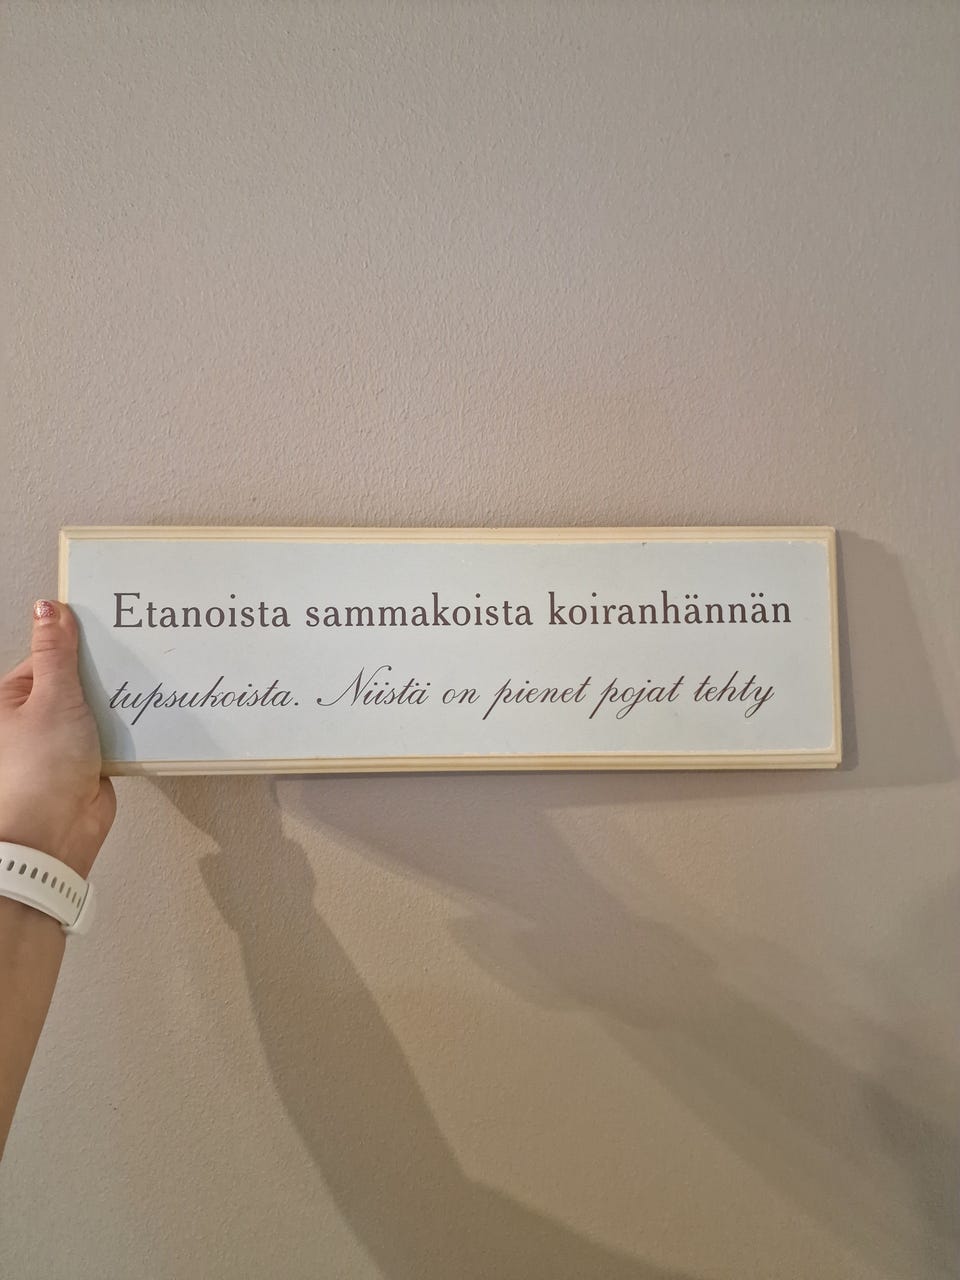 Etanoista sammakoista koiranhännän
tupsukoista. Niistä on pienet pojat tehty